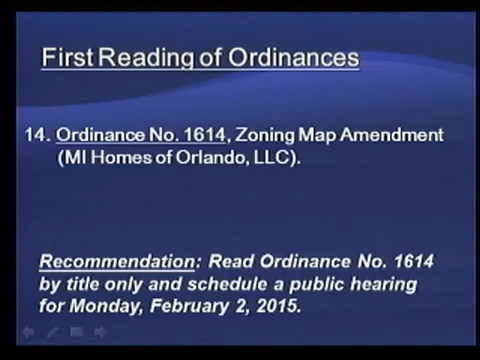 First Reading of Ordinances
14. Ordinance No. 1614, Zoning Map Amendment
(MI Homes of Orlando, LLC).
Recommendation: Read Ordinance No. 1614
by title only and schedule a public hearing
for Monday, February 2, 2015.